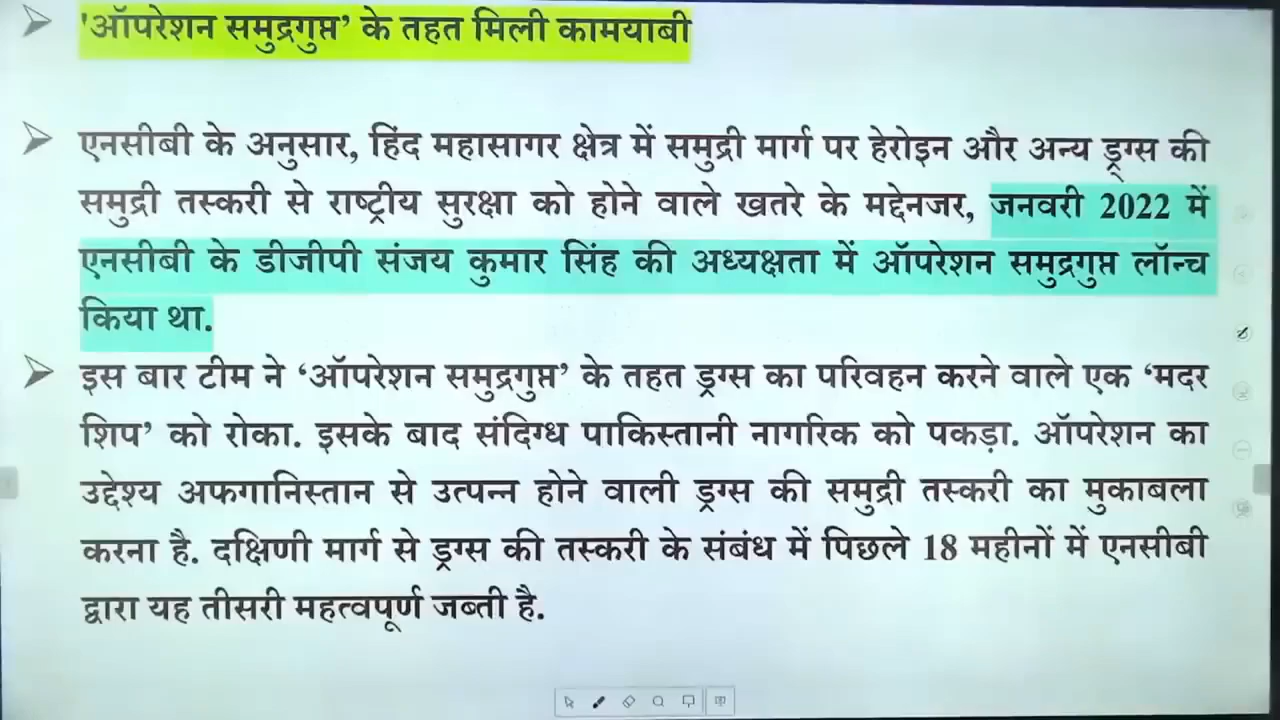 'ऑपरेशन समुद्रगुप्त’ के तहत मिली कामयाबी
एनसीबी के अनुसार, हिंद महासागर क्षेत्र में समुद्री मार्ग पर हेरोइन और अन्य ड्र्ग्स की
समुद्री तस्करी से राष्ट्रीय सुरक्षा को होने वाले खतरे के मद्देनजर, जनवरी 2022 में
एनसीबी के डीजीपी संजय कुमार सिंह की अध्यक्षता में ऑपरेशन समुद्रगुप्त लॉन्च
किया था.
इस बार टीम ने ‘ऑपरेशन समुद्रगुप्त’ के तहत ड्रग्स का परिवहन करने वाले एक ‘मदर
शिप’ को रोका. इसके बाद संदिग्ध पाकिस्तानी नागरिक को पकड़ा. ऑपरेशन का
उद्देश्य अफगानिस्तान से उत्पन्न होने वाली ड्रग्स की समुद्री तस्करी का मुकाबला
करना है. दक्षिणी मार्ग से ड्रग्स की तस्करी के संबंध में पिछले 18 महीनों में एनसीबी
द्वारा यह तीसरी महत्वपूर्ण जब्ती है.